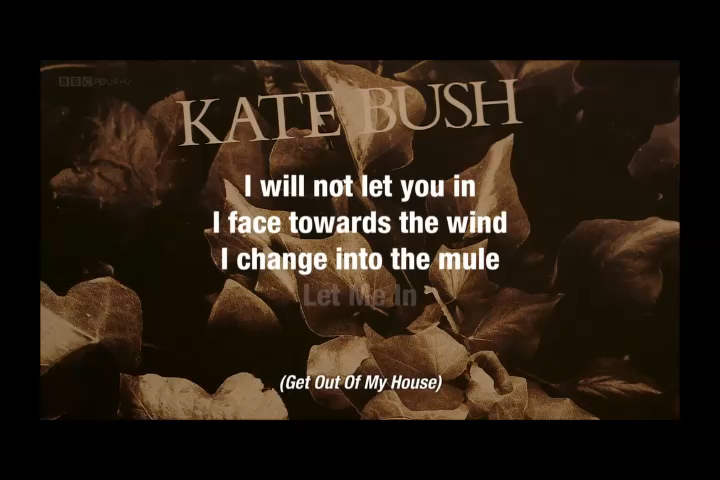 BBC FOUR HD
KATE BUSH
I will not let you in
I face towards the wind
I change into the mule
Let Me In
(Get Out Of My House)